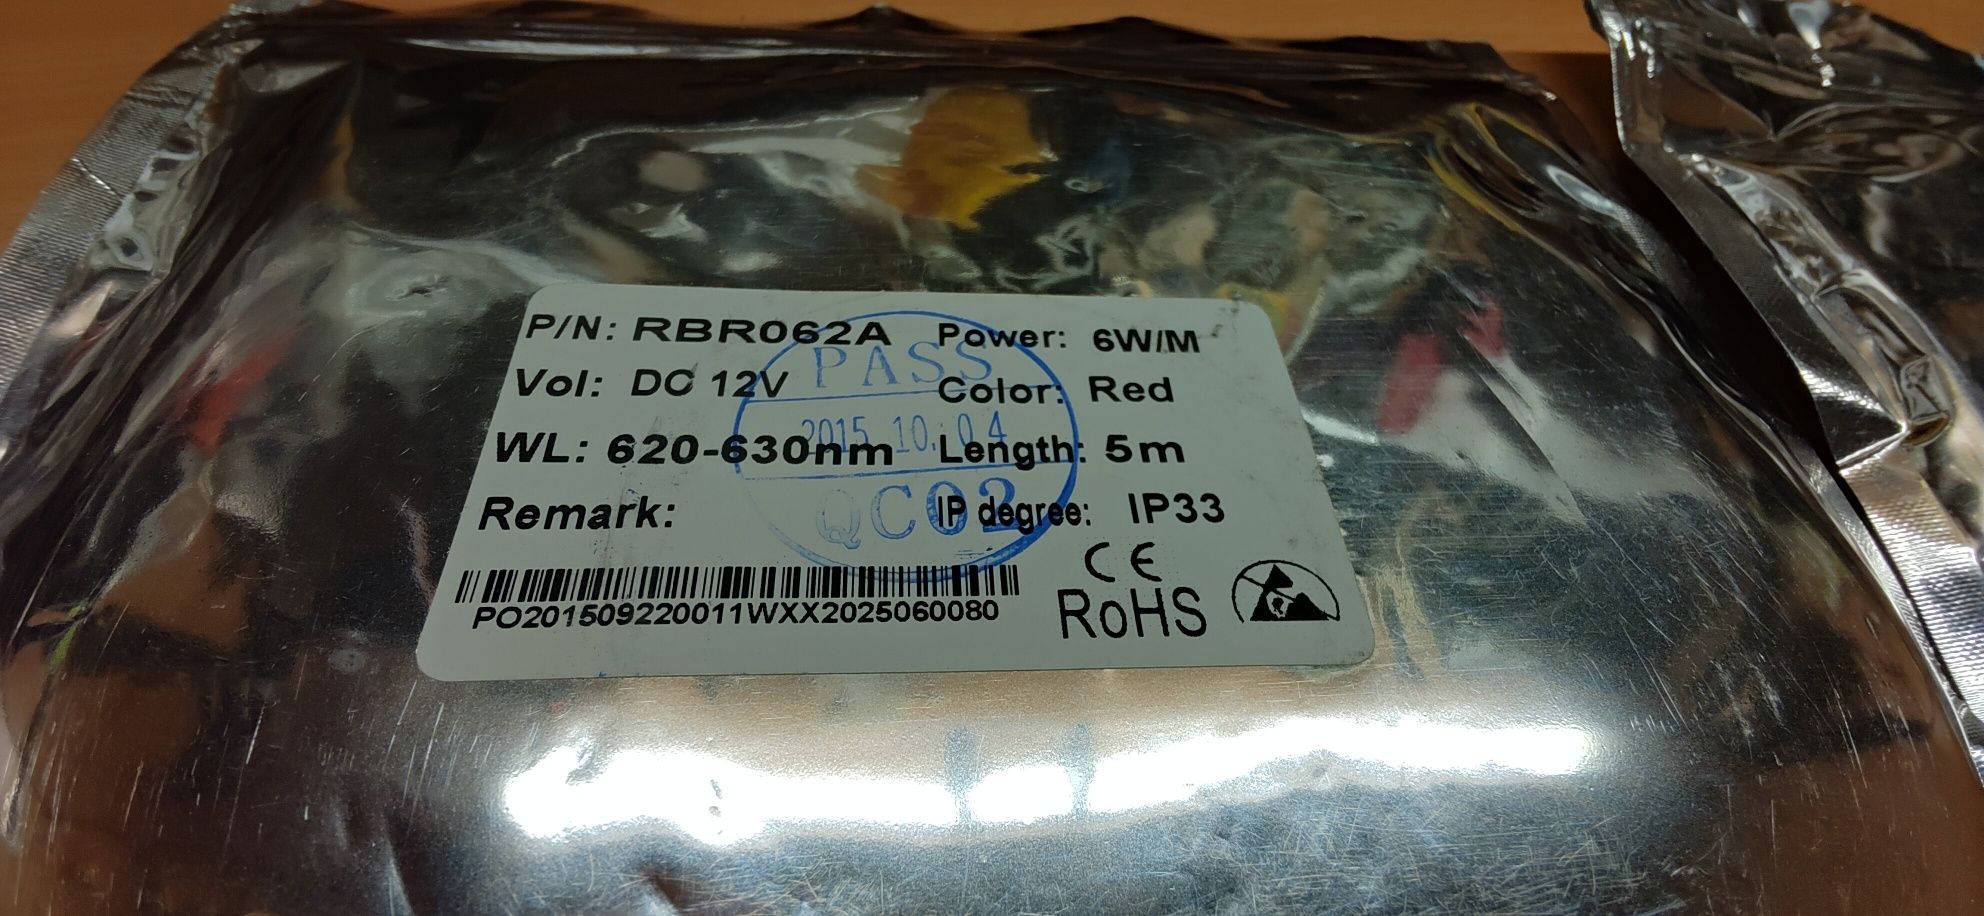 P/N: RBR062A Power: 6W/M
Vol: DC 12V Color: Red
WL: 620-630nm Length: 5m
Remark: IP degree: IP33
PASS
2015.10.04
QC02
PO201509220011WXX2025060080
CE
RoHS